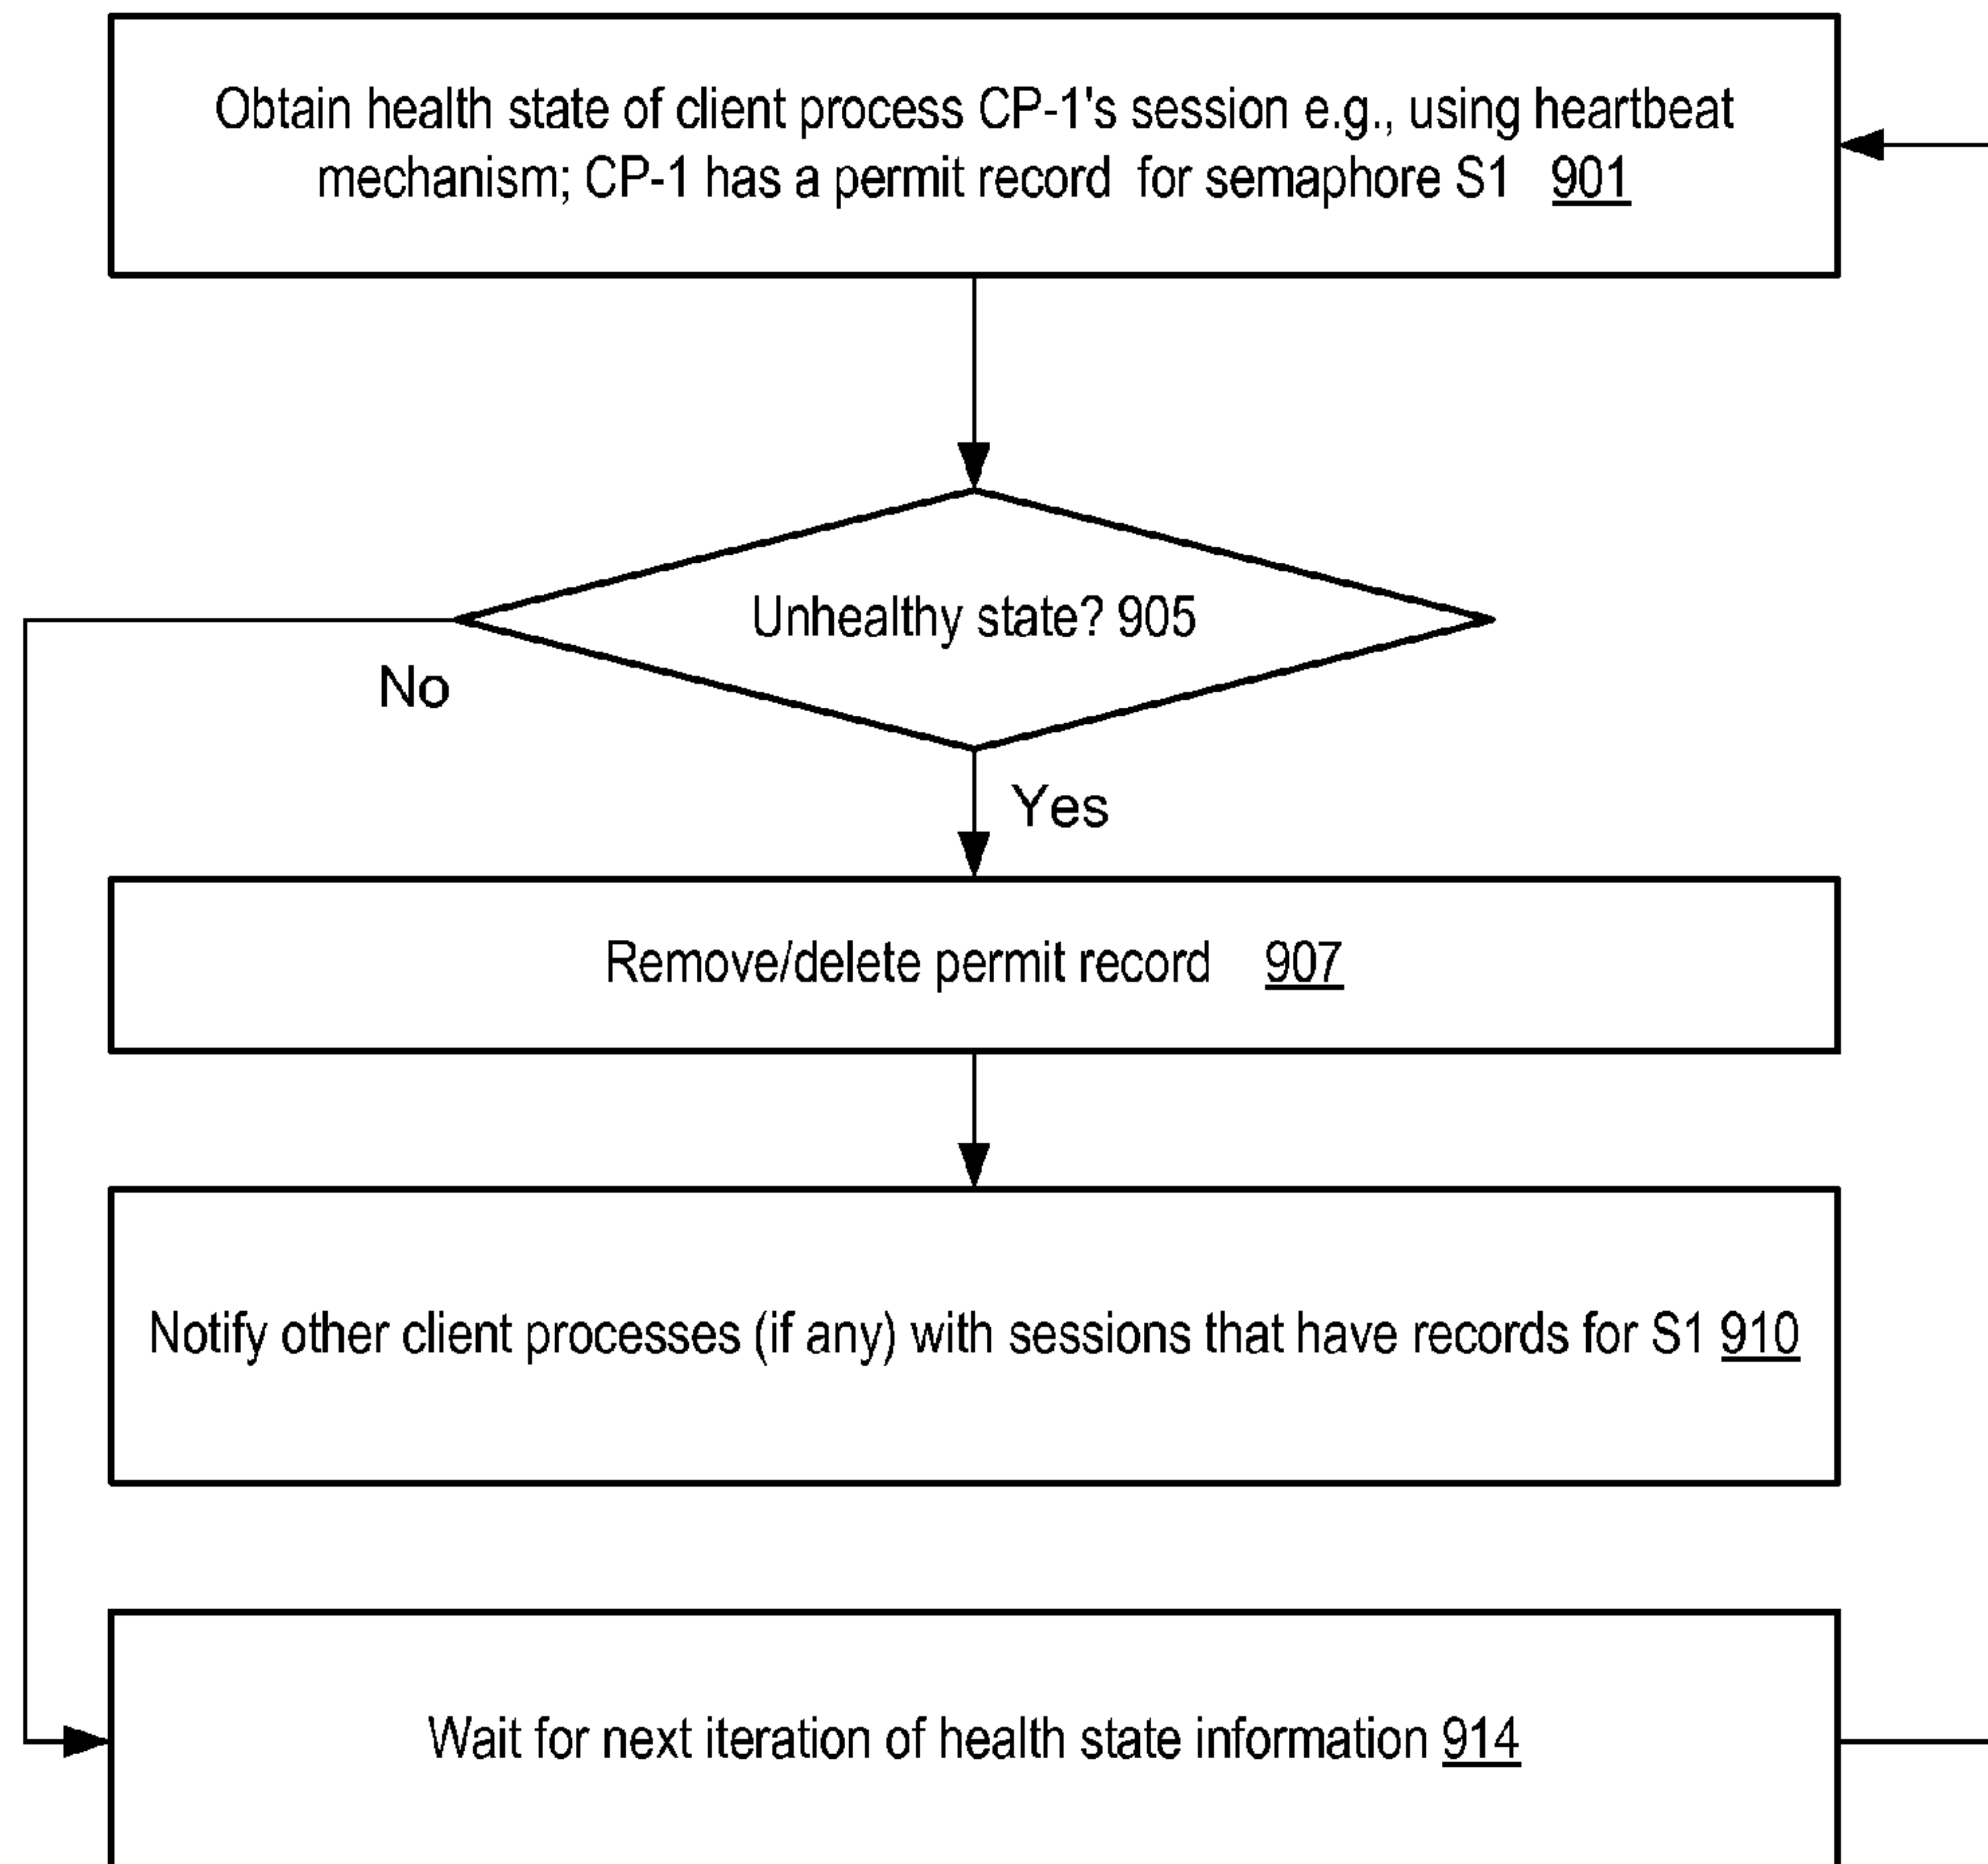 Obtain health state of client process CP-1's session e.g., using heartbeat
mechanism; CP-1 has a permit record for semaphore S1 901
Unhealthy state? 905
No
Yes
Remove/delete permit record 907
Notify other client processes (if any) with sessions that have records for S1 910
Wait for next iteration of health state information 914